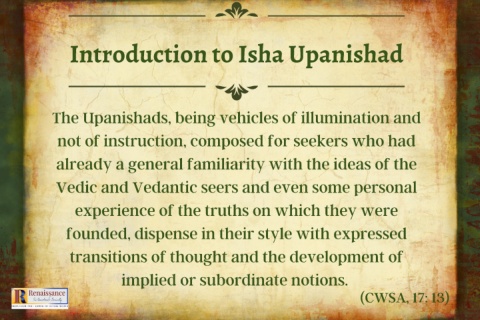 Introduction to Isha Upanishad
The Upanishads, being vehicles of illumination and
not of instruction, composed for seekers who had
already a general familiarity with the ideas of the
Vedic and Vedantic seers and even some personal
experience of the truths on which they were
founded, dispense in their style with expressed
transitions of thought and the development of
implied or subordinate notions.
(CWSA, 17: 13)
Renaissance